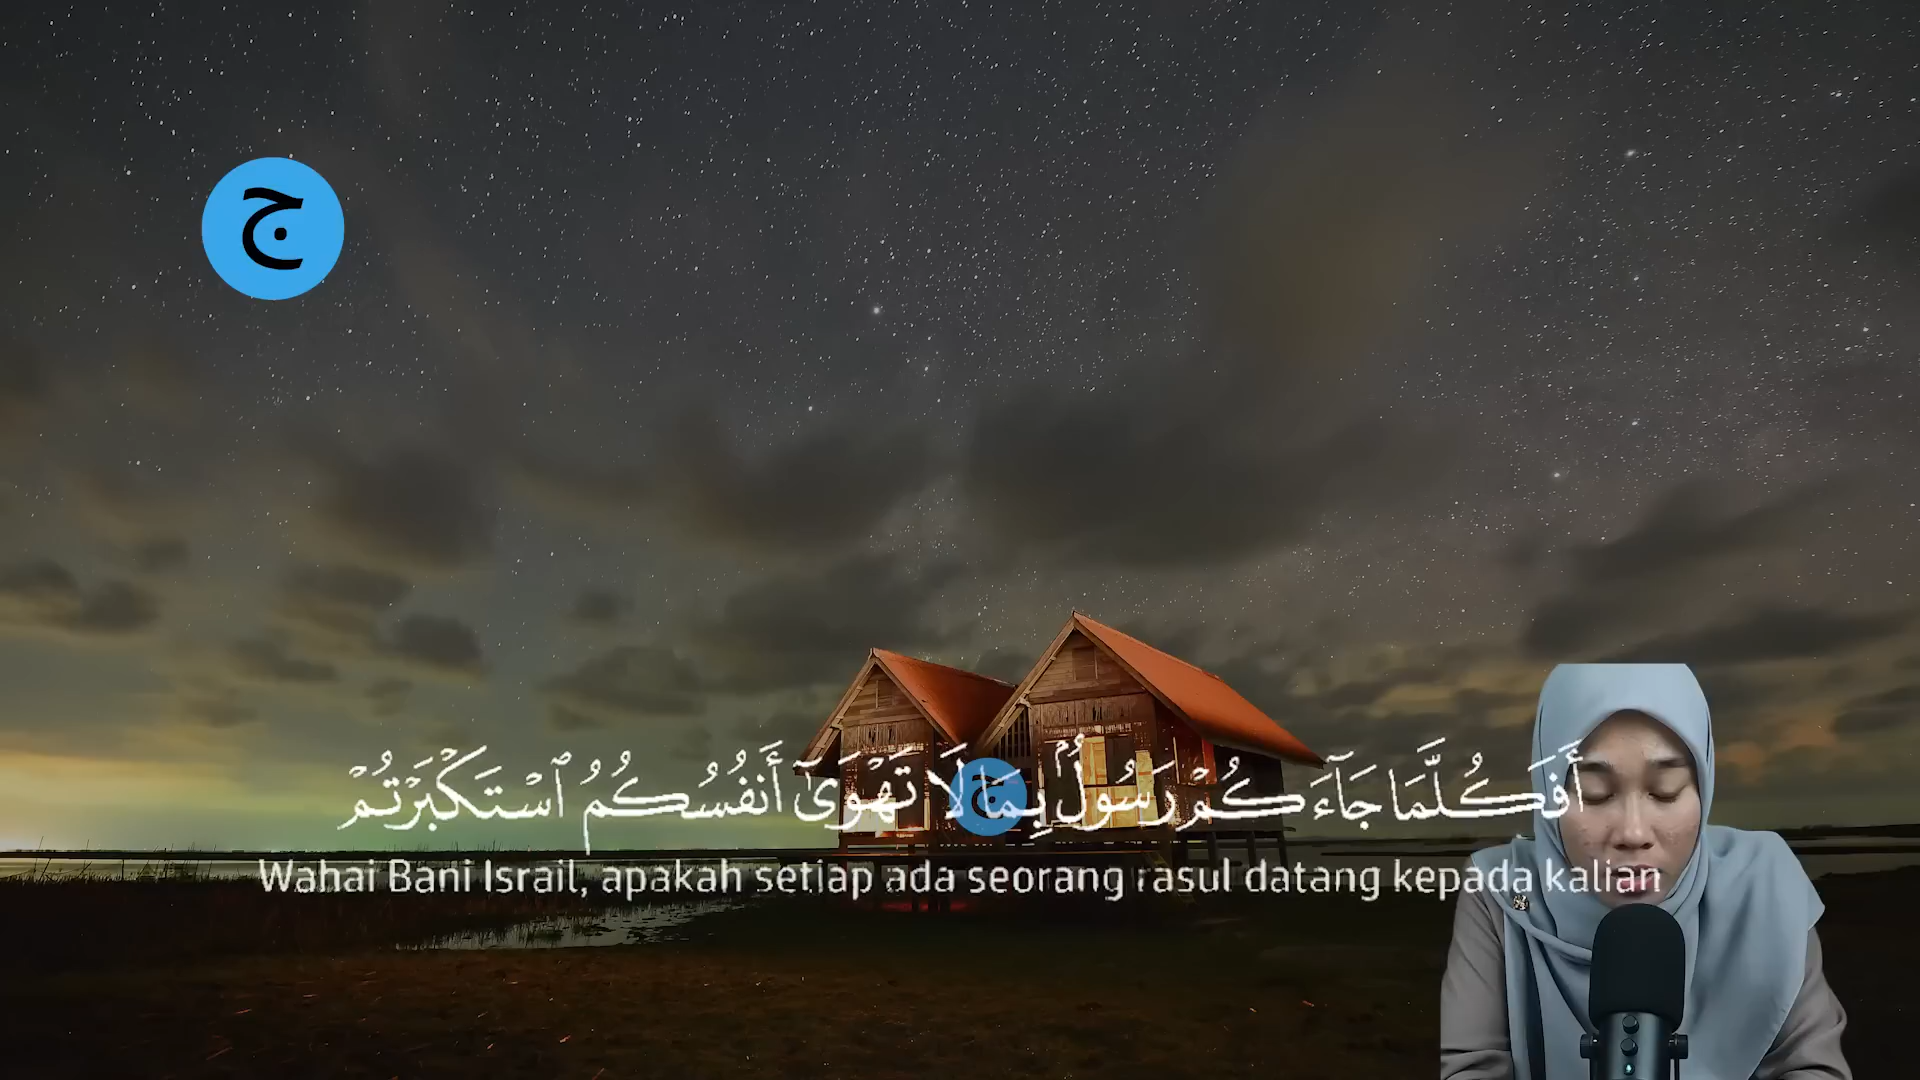 ج
أَفَكُلَّمَا جَآءَكُمْ رَسُولٌۢ بِمَا لَا تَهْوَىٰٓ أَنفُسُكُمُ ٱسْتَكْبَرْتُمْ
ج
Wahai Bani Israil, apakah setiap ada seorang rasul datang kepada kalian